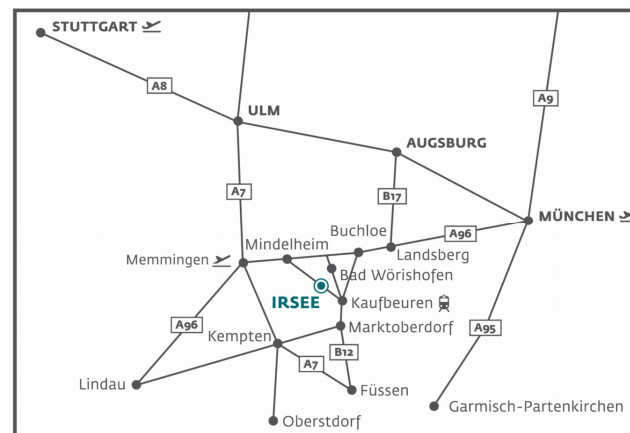 STUTTGART
A8
A9
ULM
AUGSBURG
A7
B17
MÜNCHEN
Buchloe
A96
Mindelheim
Landsberg
Memmingen
Bad Wörishofen
IRSEE
Kaufbeuren
A96
Marktoberdorf
A95
Kempten
B12
A7
Lindau
Füssen
Garmisch-Partenkirchen
Oberstdorf